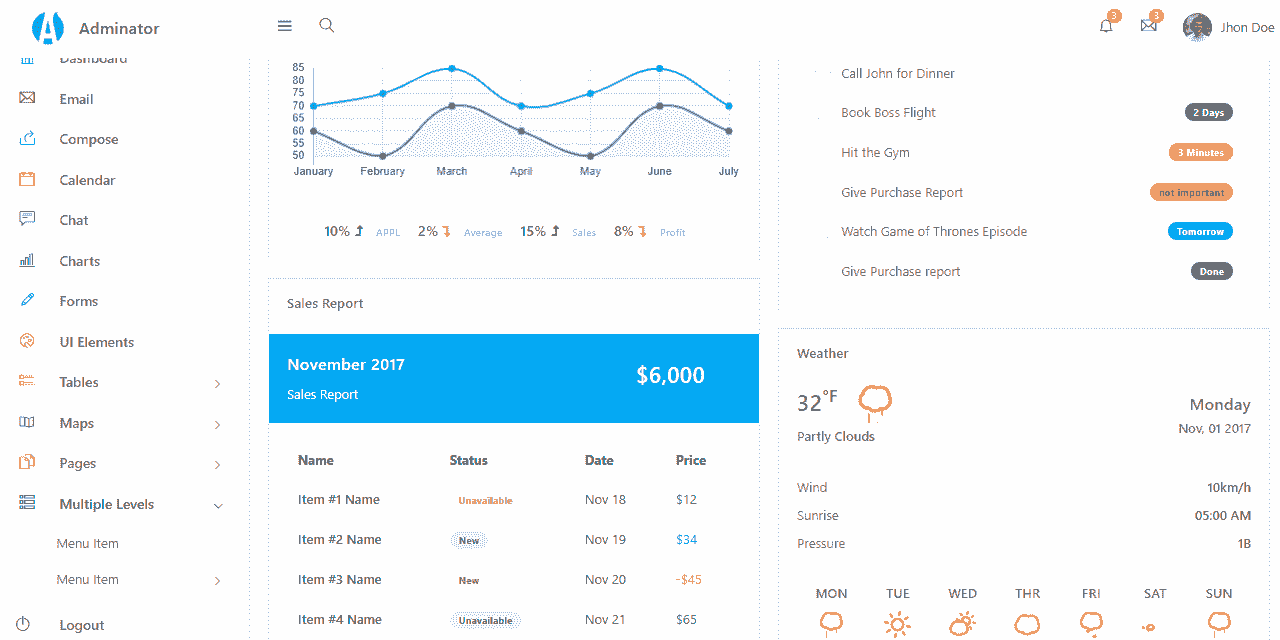 Adminator
3
3
Jhon Doe
Dashboard
Email
Compose
Calendar
Chat
Charts
Forms
UI Elements
Tables
Maps
Pages
Multiple Levels
Menu Item
Menu Item
Logout
85
80
75
70
65
60
55
50
January February March April May June July
10% APPL 2% Average 15% Sales 8% Profit
Sales Report
November 2017
Sales Report
$6,000
Name Status Date Price
Item #1 Name Unavailable Nov 18 $12
Item #2 Name New Nov 19 $34
Item #3 Name New Nov 20 -$45
Item #4 Name Unavailable Nov 21 $65
Call John for Dinner
Book Boss Flight 2 Days
Hit the Gym 3 Minutes
Give Purchase Report not important
Watch Game of Thrones Episode Tomorrow
Give Purchase report Done
Weather
32°F
Partly Clouds
Monday
Nov, 01 2017
Wind 10km/h
Sunrise 05:00 AM
Pressure 1B
MON TUE WED THR FRI SAT SUN